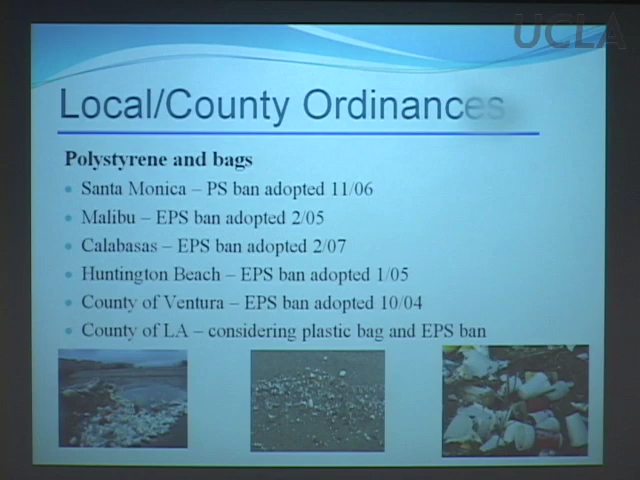 UCLA
Local/County Ordinances
Polystyrene and bags
Santa Monica – PS ban adopted 11/06
Malibu – EPS ban adopted 2/05
Calabasas – EPS ban adopted 2/07
Huntington Beach – EPS ban adopted 1/05
County of Ventura – EPS ban adopted 10/04
County of LA – considering plastic bag and EPS ban